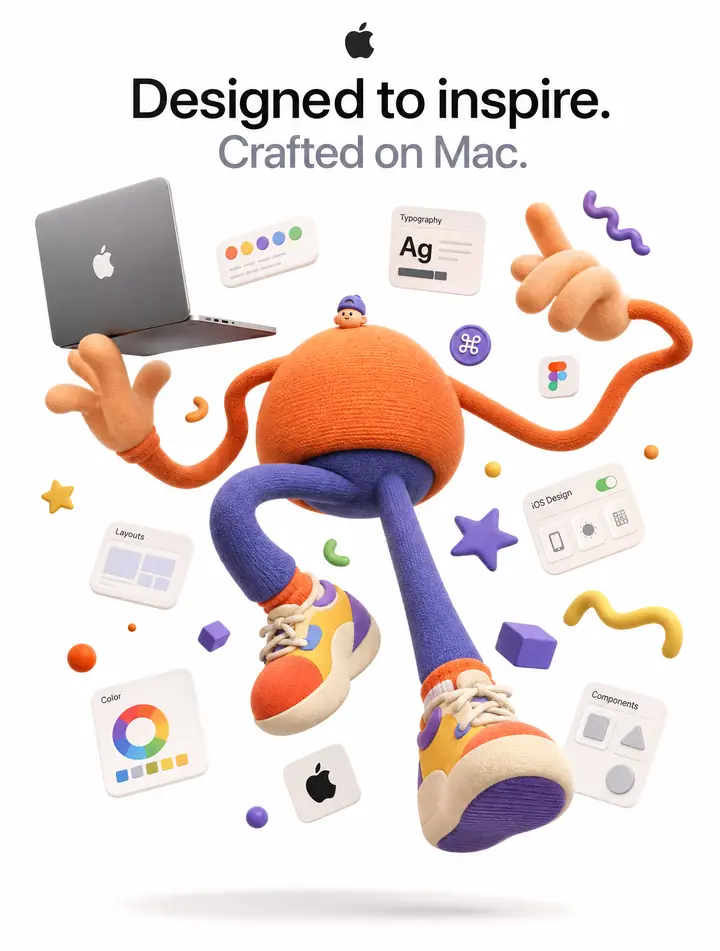 Designed to inspire.
Crafted on Mac.
Typography
Ag
iOS Design
Layouts
Color
Components